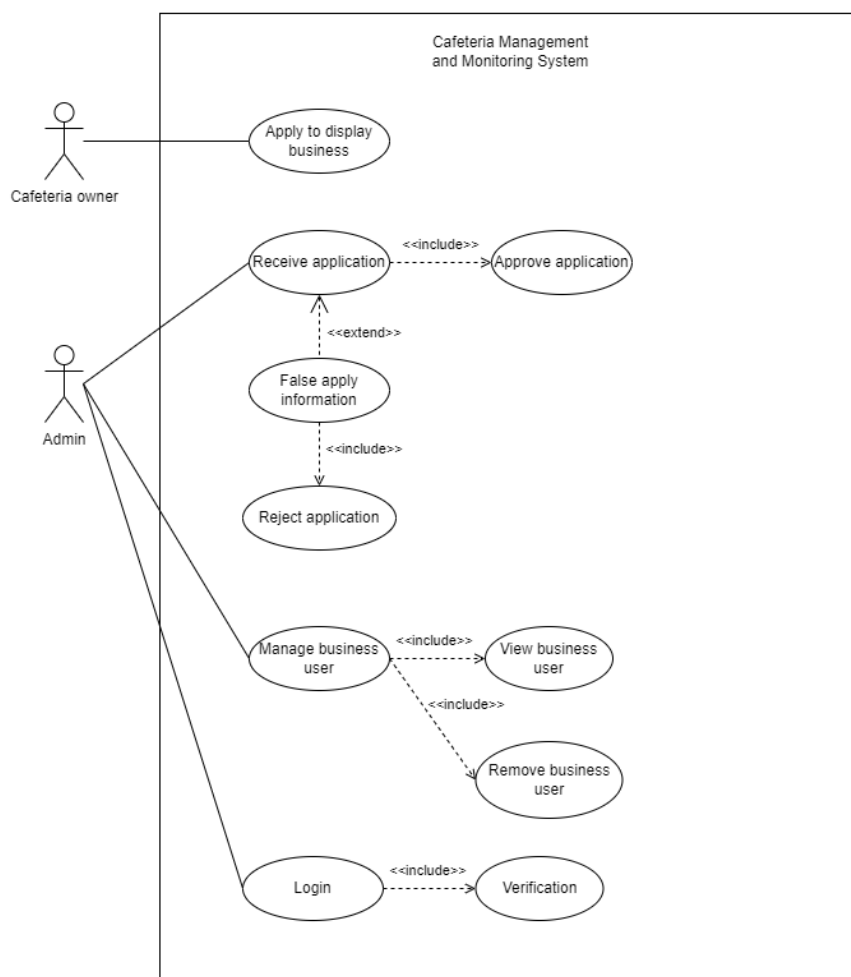 Cafeteria Management
and Monitoring System
Apply to display
business
Cafeteria owner
<<include>>
Receive application
Approve application
<<extend>>
False apply
information
Admin
<<include>>
Reject application
Manage business
user
<<include>>
View business
user
<<include>>
Remove business
user
<<include>>
Login
Verification